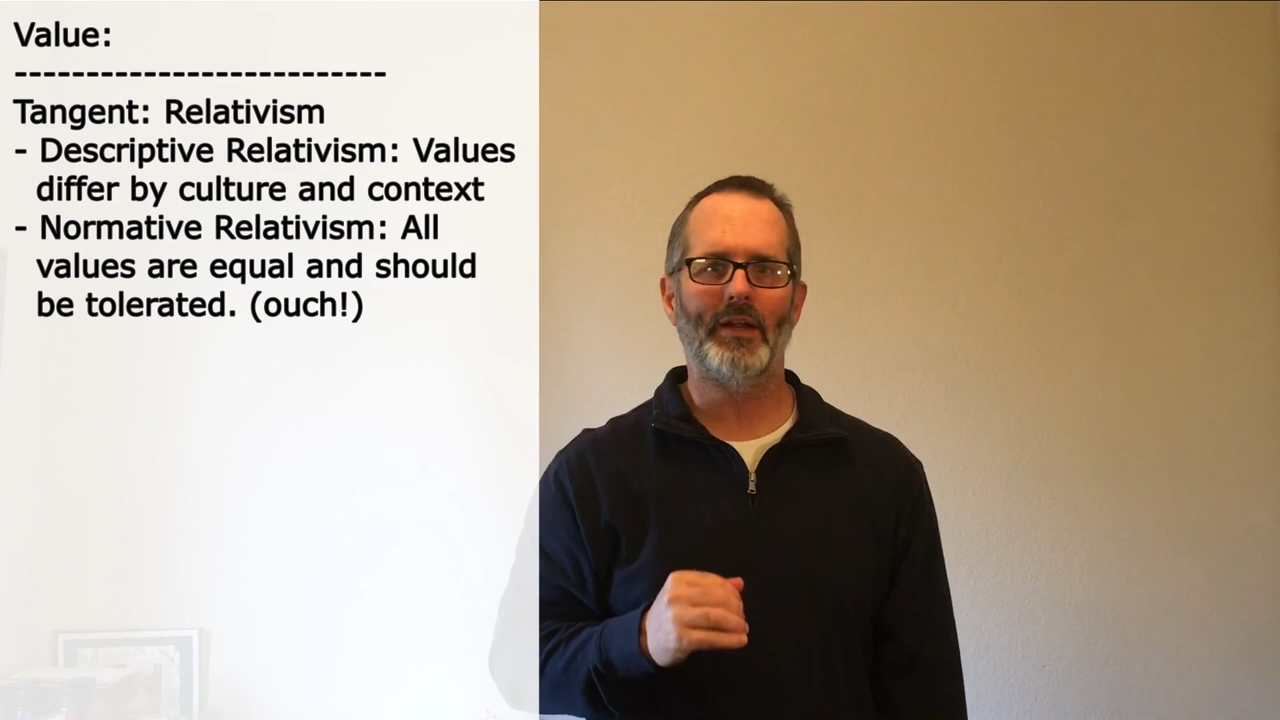 Value:
--------------------------
Tangent: Relativism
- Descriptive Relativism: Values
differ by culture and context
- Normative Relativism: All
values are equal and should
be tolerated. (ouch!)